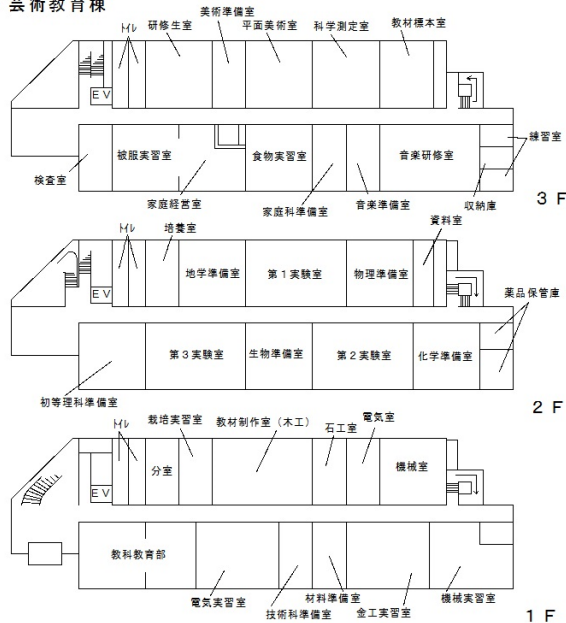 芸術教育棟
美術準備室
トイレ 研修生室 平面美術室 科学測定室 教材標本室
EV
練習室
被服実習室 食物実習室 音楽研修室
検査室
家庭経営室 家庭科準備室 音楽準備室 収納庫
3F
トイレ 培養室 資料室
地学準備室 第1実験室 物理準備室
EV
薬品保管庫
第3実験室 生物準備室 第2実験室 化学準備室
初等理科準備室
2F
トイレ 栽培実習室 教材制作室(木工) 石工室 電気室
分室 機械室
EV
教科教育部
電気実習室 技術科準備室 材料準備室 金工実習室 機械実習室
1F